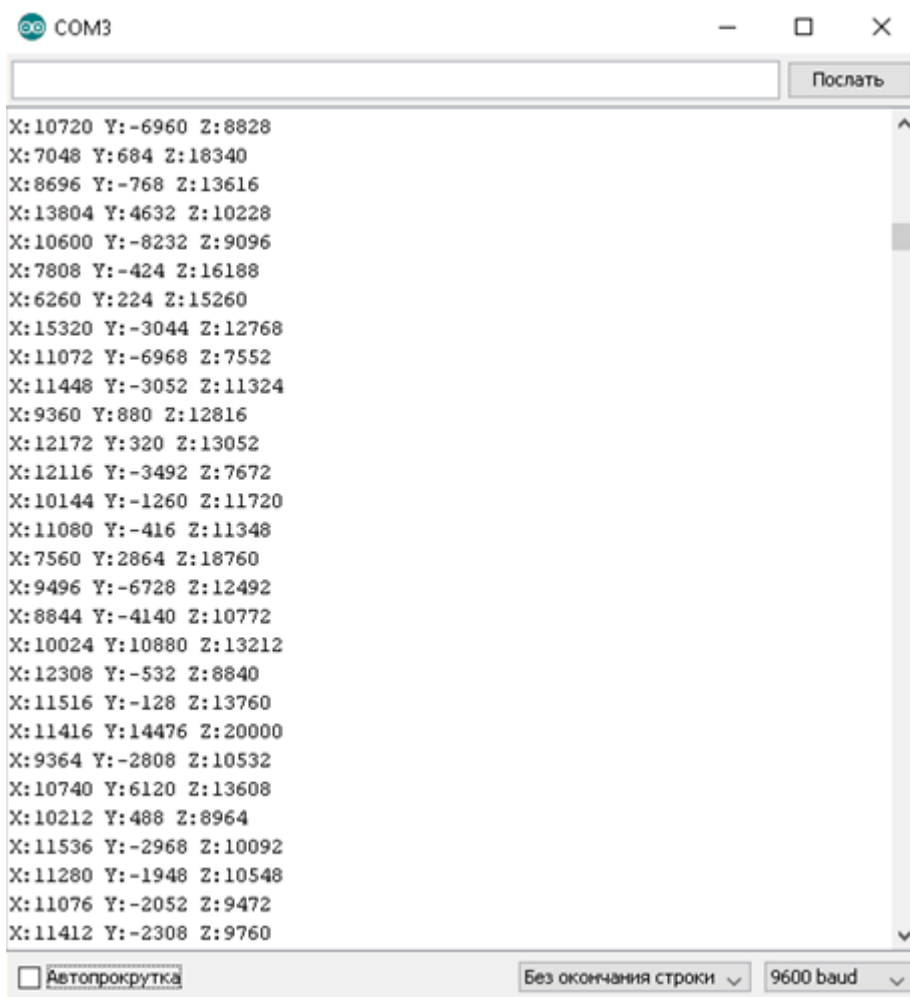 COM3
Послать
X:10720 Y:-6960 Z:8828
X:7048 Y:684 Z:18340
X:8696 Y:-768 Z:13616
X:13804 Y:4632 Z:10228
X:10600 Y:-8232 Z:9096
X:7808 Y:-424 Z:16188
X:6260 Y:224 Z:15260
X:15320 Y:-3044 Z:12768
X:11072 Y:-6968 Z:7552
X:11448 Y:-3052 Z:11324
X:9360 Y:880 Z:12816
X:12172 Y:320 Z:13052
X:12116 Y:-3492 Z:7672
X:10144 Y:-1260 Z:11720
X:11080 Y:-416 Z:11348
X:7560 Y:2864 Z:18760
X:9496 Y:-6728 Z:12492
X:8844 Y:-4140 Z:10772
X:10024 Y:10880 Z:13212
X:12308 Y:-532 Z:8840
X:11516 Y:-128 Z:13760
X:11416 Y:14476 Z:20000
X:9364 Y:-2808 Z:10532
X:10740 Y:6120 Z:13608
X:10212 Y:488 Z:8964
X:11536 Y:-2968 Z:10092
X:11280 Y:-1948 Z:10548
X:11076 Y:-2052 Z:9472
X:11412 Y:-2308 Z:9760
Автопрокрутка Без окончания строки 9600 baud